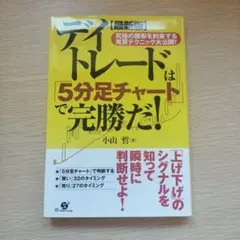 【最新版】
究極の勝率を約束する
売買テクニック大公開!
デイ
トレードは
「5分足チャート」
で完勝だ!
小山 哲 著
上げ下げの
シグナルを
知って
瞬時に
判断せよ!
★「5分足チャート」で判断する
★「買い」32のタイミング
★「売り」27のタイミング